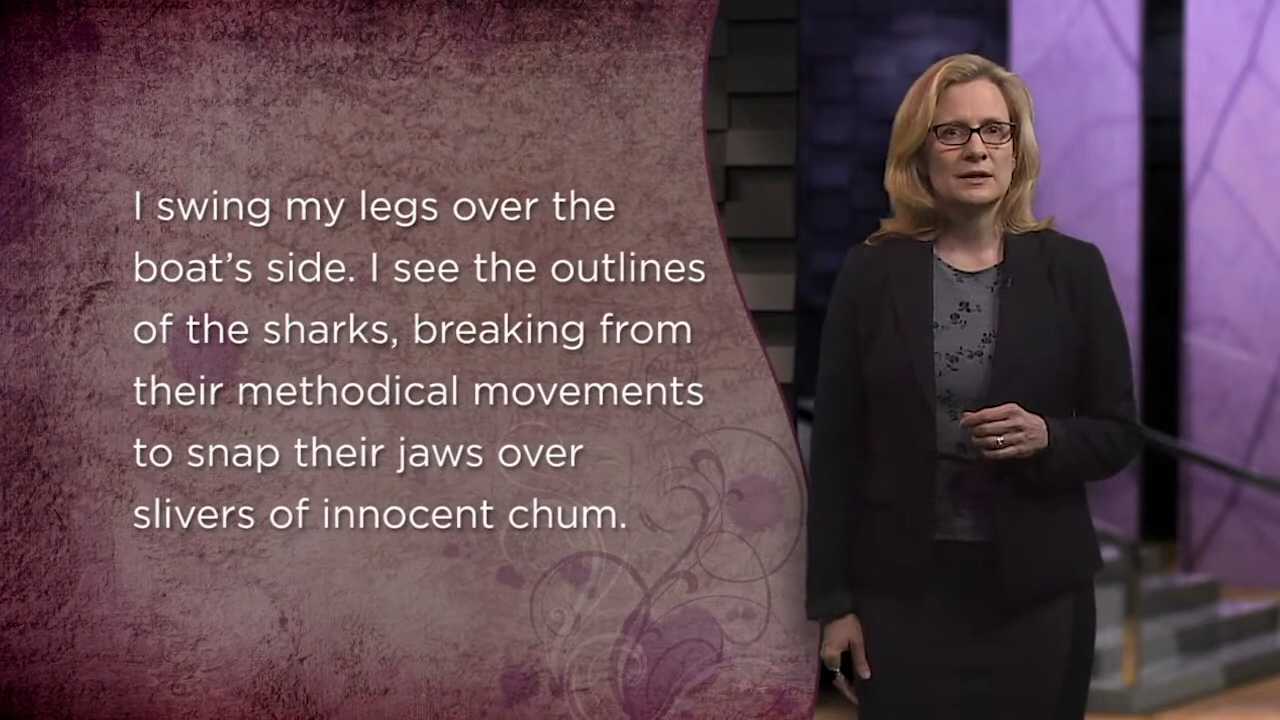 I swing my legs over the
boat’s side. I see the outlines
of the sharks, breaking from
their methodical movements
to snap their jaws over
slivers of innocent chum.